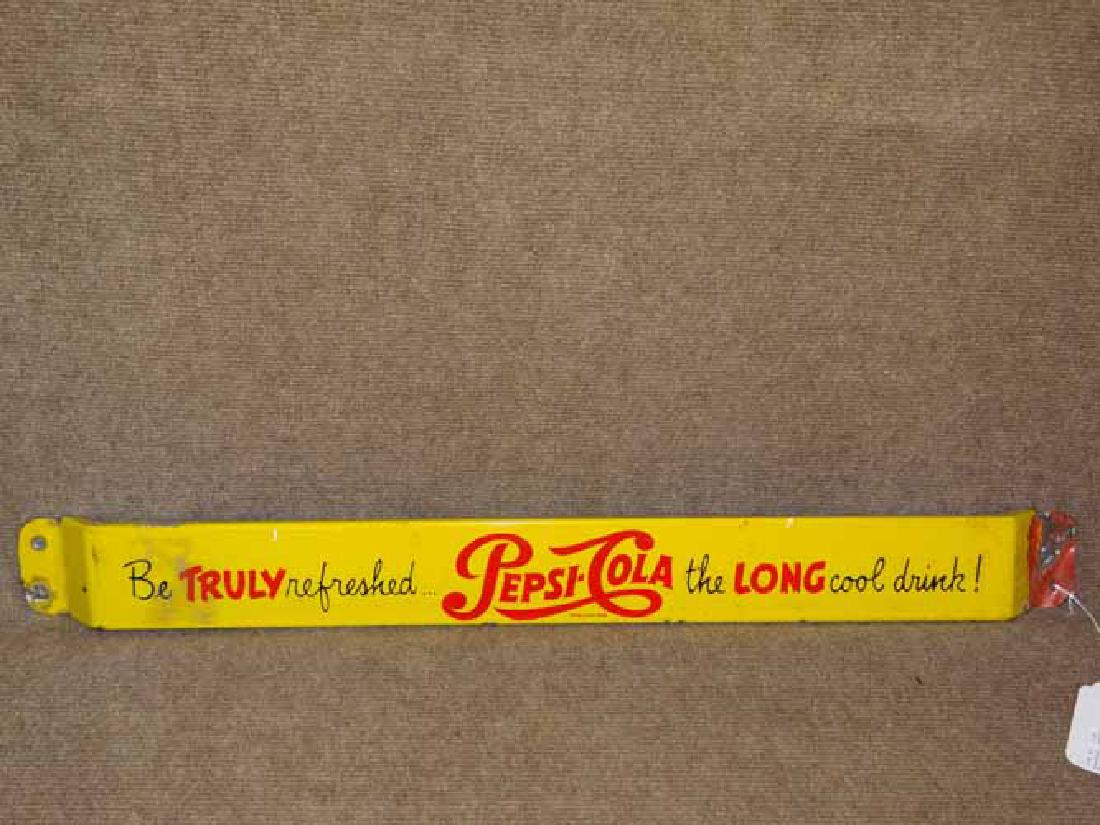 Be TRULY refreshed... PEPSI-COLA the LONG cool drink!